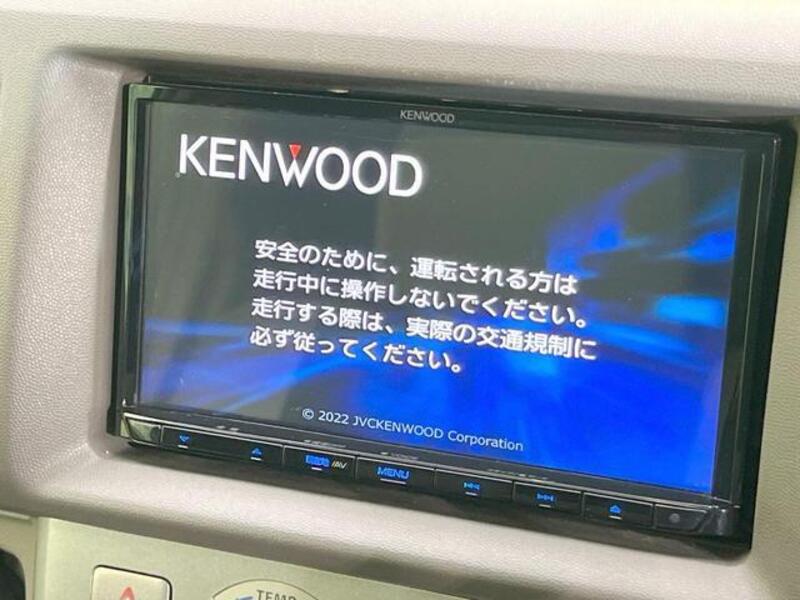 KENWOOD
KENWOOD
安全のために、運転される方は
走行中に操作しないでください。
走行する際は、実際の交通規制に
必ず従ってください。
© 2022 JVCKENWOOD Corporation
/AV
MENU
TEMP